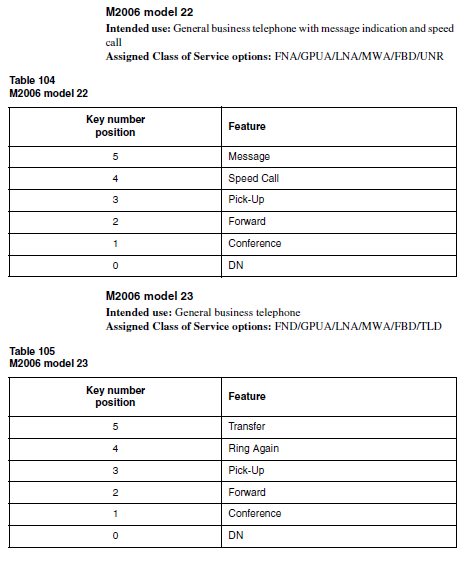 M2006 model 22
Intended use: General business telephone with message indication and speed
call
Assigned Class of Service options: FNA/GPUA/LNA/MWA/FBD/UNR
Table 104
M2006 model 22
Key number
position
Feature
5 Message
4 Speed Call
3 Pick-Up
2 Forward
1 Conference
0 DN
M2006 model 23
Intended use: General business telephone
Assigned Class of Service options: FND/GPUA/LNA/MWA/FBD/TLD
Table 105
M2006 model 23
Key number
position
Feature
5 Transfer
4 Ring Again
3 Pick-Up
2 Forward
1 Conference
0 DN